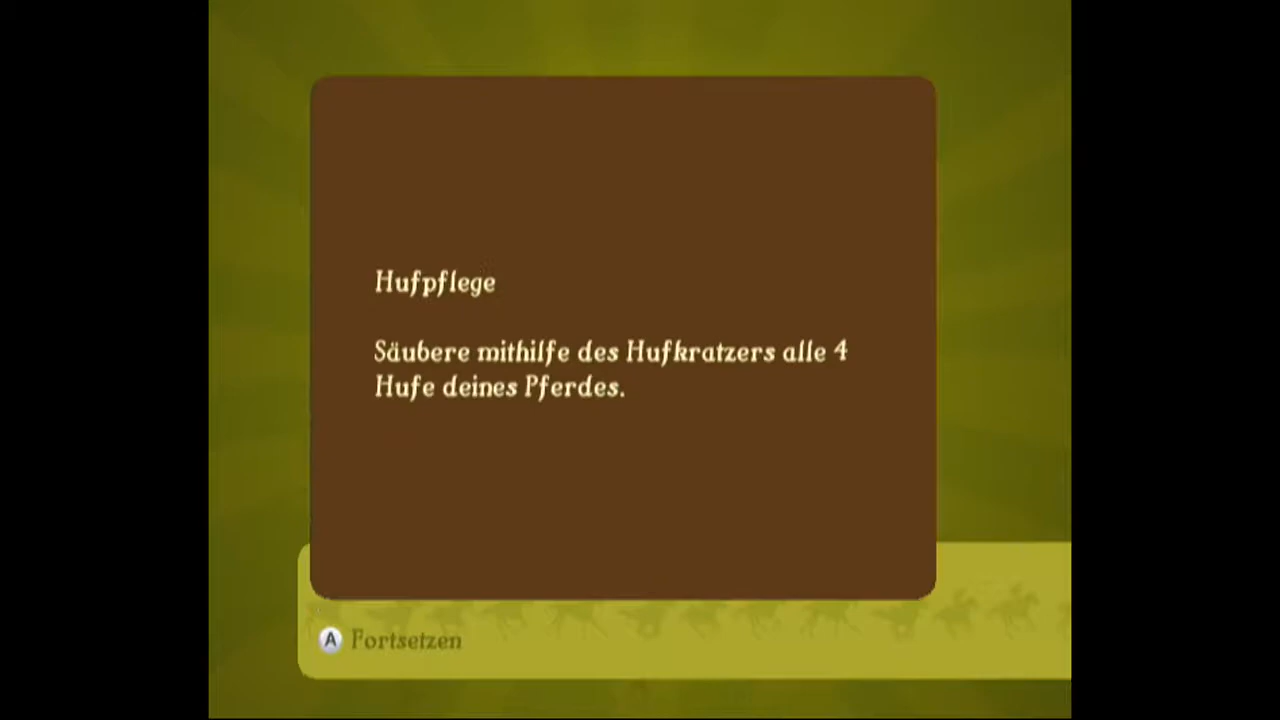 Hufpflege
Säubere mithilfe des Hufkratzers alle 4
Hufe deines Pferdes.
A Fortsetzen